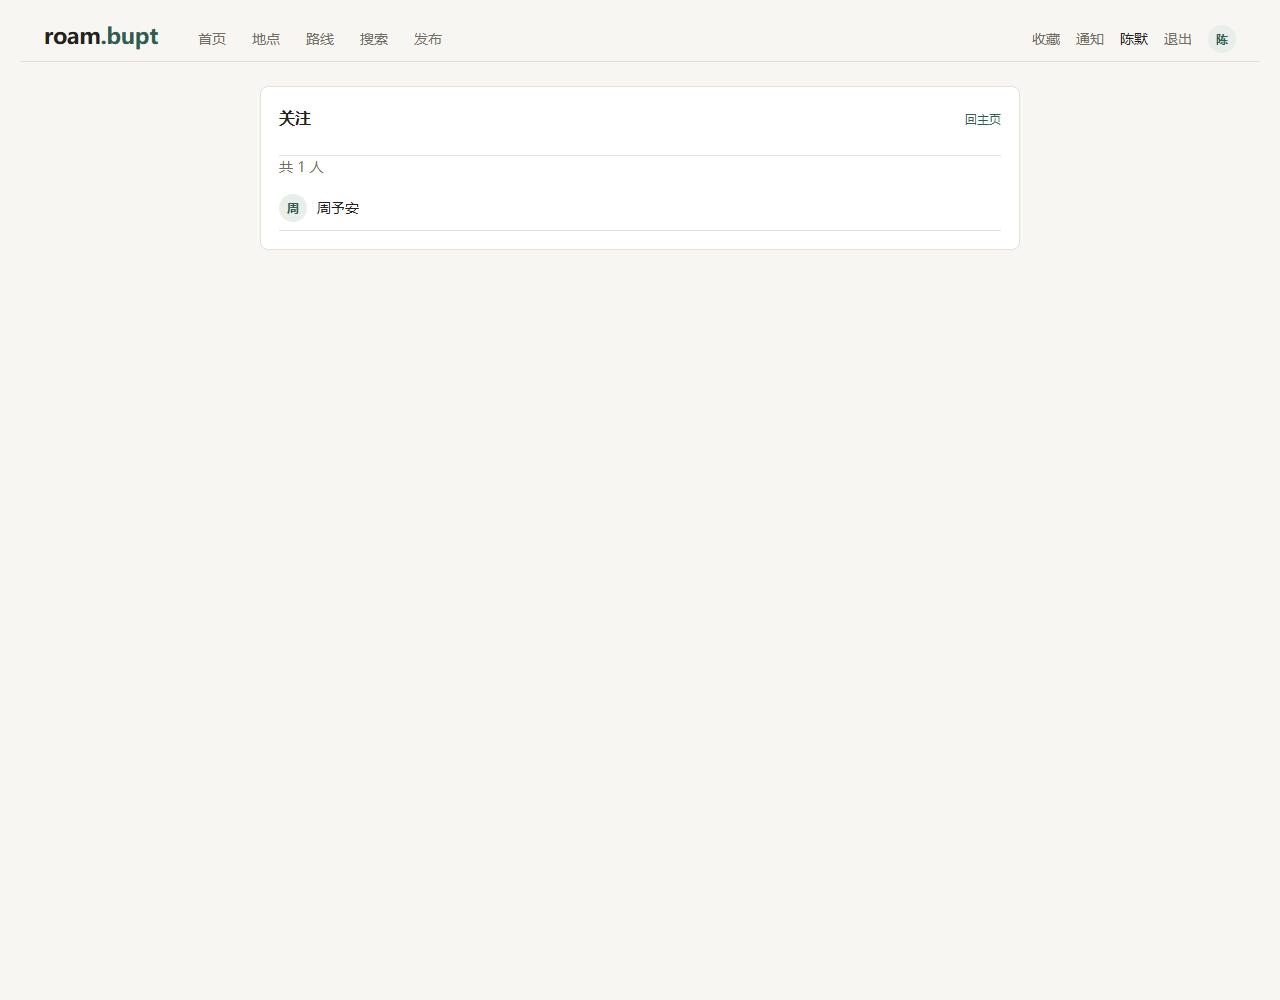 roam.bupt 首页 地点 路线 搜索 发布 收藏 通知 陈默 退出 陈
关注 回主页
共 1 人
周 周予安